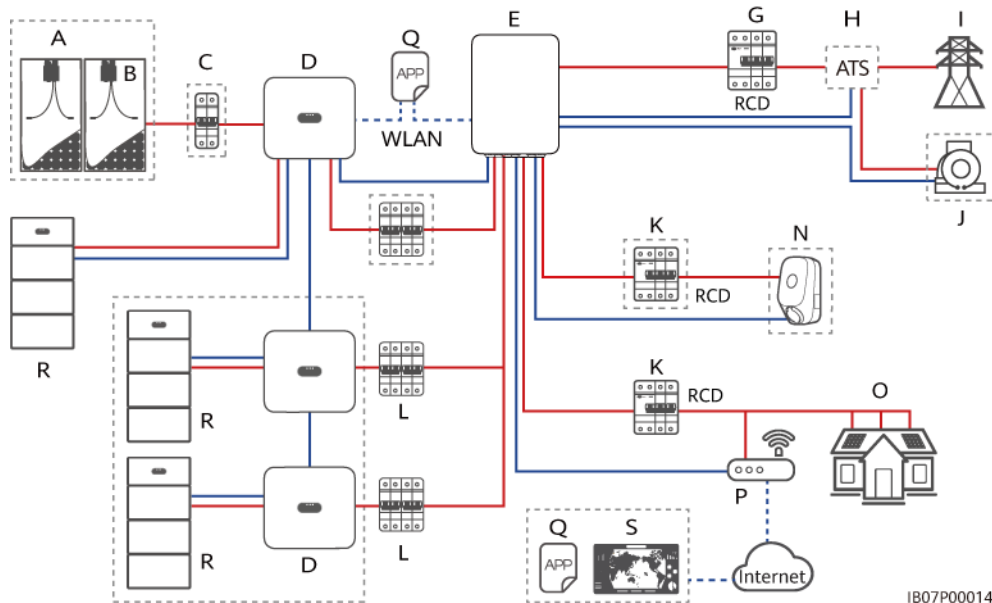 A
B
C
D
Q
APP
WLAN
E
G
RCD
H
ATS
I
J
K
RCD
N
R
R
L
K
RCD
O
P
R
D
L
Q
APP
S
Internet
IB07P00014